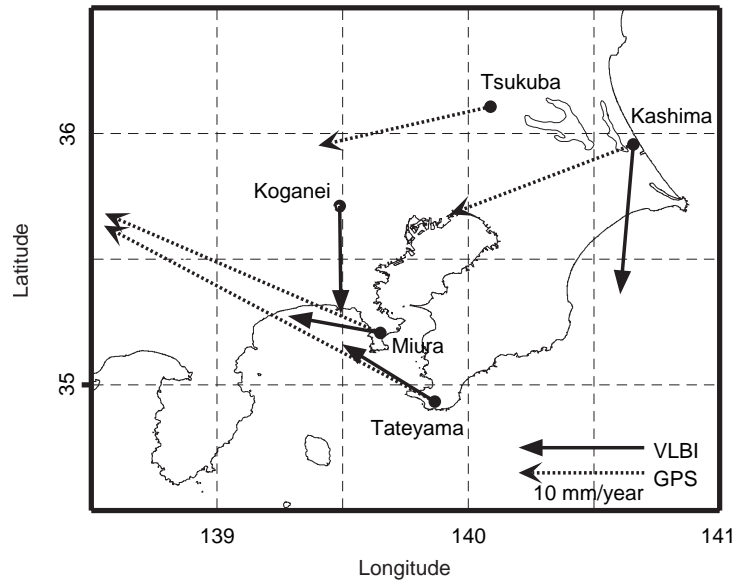 Tsukuba
Kashima
36
Koganei
Latitude
Miura
35
Tateyama
VLBI
GPS
10 mm/year
139
140
141
Longitude